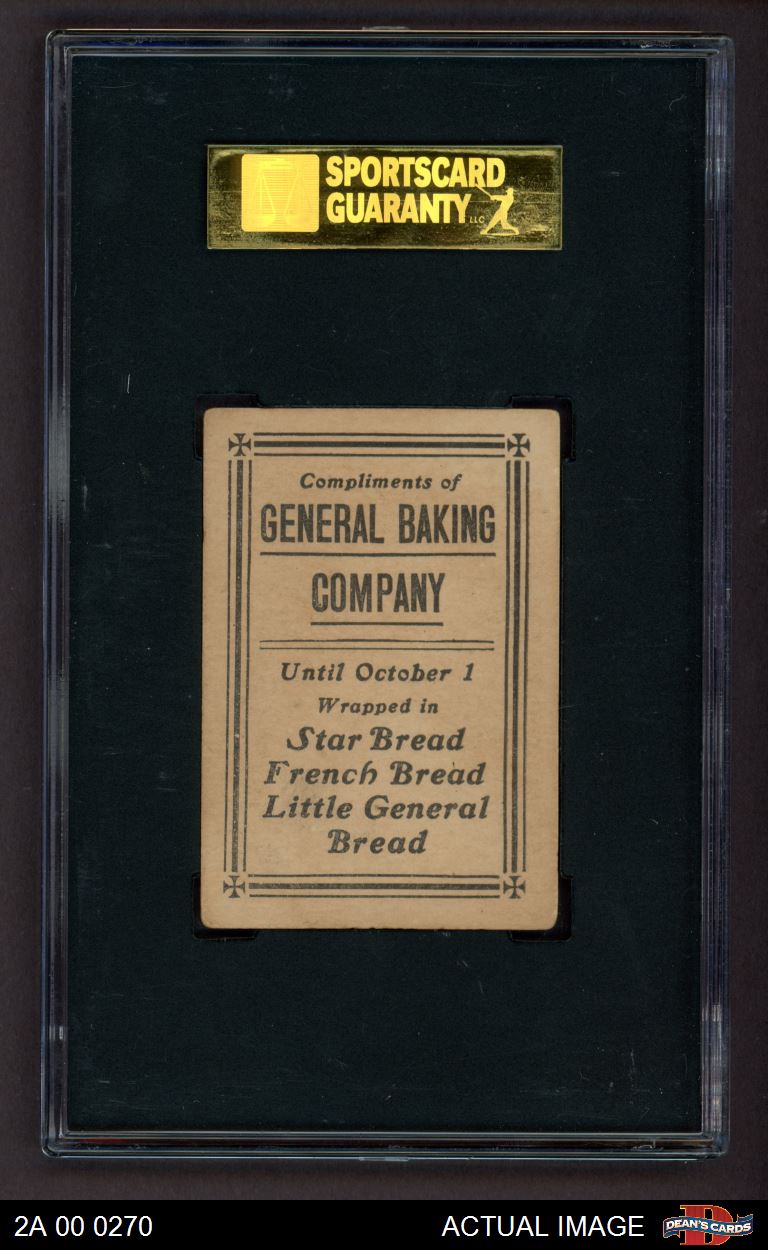 SPORTSCARD
GUARANTY LLC
Compliments of
GENERAL BAKING
COMPANY
Until October 1
Wrapped in
Star Bread
French Bread
Little General
Bread
2A 00 0270
ACTUAL IMAGE
DEAN'S CARDS